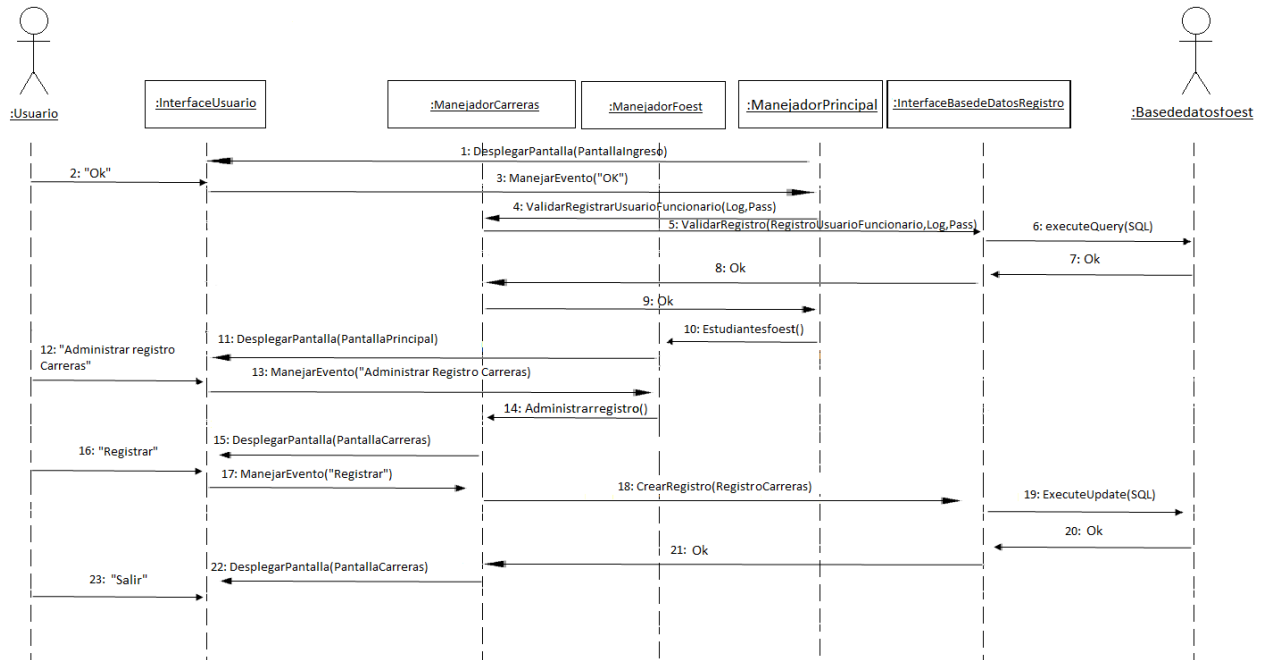 :Usuario
:InterfaceUsuario
:ManejadorCarreras
:ManejadorFoest
:ManejadorPrincipal
:InterfaceBasedeDatosRegistro
:Basededatosfoest
1: DesplegarPantalla(PantallaIngreso)
2: "Ok"
3: ManejarEvento("OK")
4: ValidarRegistrarUsuarioFuncionario(Log,Pass)
5: ValidarRegistro(RegistroUsuarioFuncionario,Log,Pass)
6: executeQuery(SQL)
7: Ok
8: Ok
9: Ok
10: Estudiantesfoest()
11: DesplegarPantalla(PantallaPrincipal)
12: "Administrar registro
Carreras"
13: ManejarEvento("Administrar Registro Carreras)
14: Administrarregistro()
15: DesplegarPantalla(PantallaCarreras)
16: "Registrar"
17: ManejarEvento("Registrar")
18: CrearRegistro(RegistroCarreras)
19: ExecuteUpdate(SQL)
20: Ok
21: Ok
22: DesplegarPantalla(PantallaCarreras)
23: "Salir"